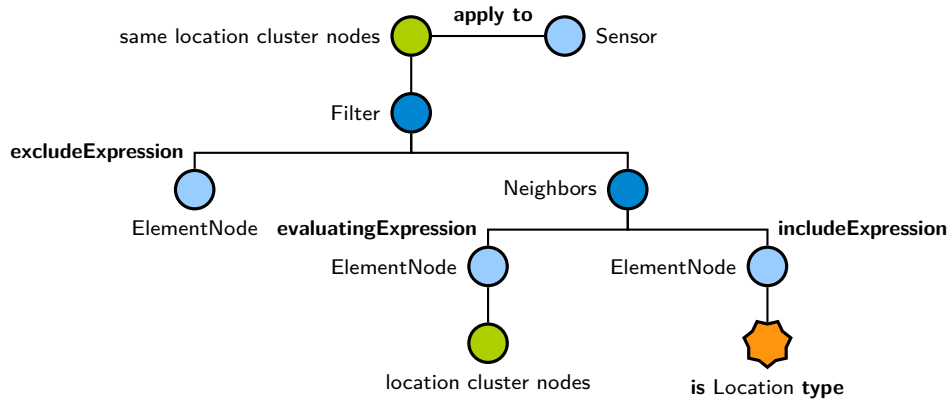 apply to
same location cluster nodes
Sensor
Filter
excludeExpression
ElementNode
Neighbors
evaluatingExpression
includeExpression
ElementNode
ElementNode
location cluster nodes
is Location type